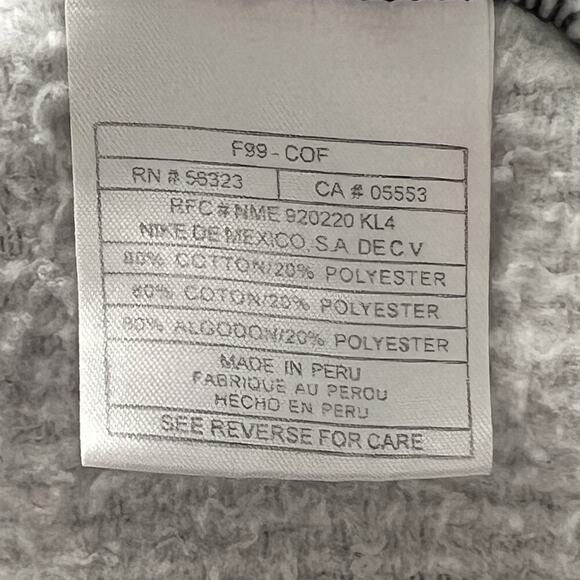 F99 - COF
RN # 56323 CA # 05553
RFC # NME 920220 KL4
NIKE DE MEXICO, S.A. DE C V
80% COTTON/20% POLYESTER
80% COTON/20% POLYESTER
80% ALGODON/20% POLYESTER
MADE IN PERU
FABRIQUE AU PEROU
HECHO EN PERU
SEE REVERSE FOR CARE